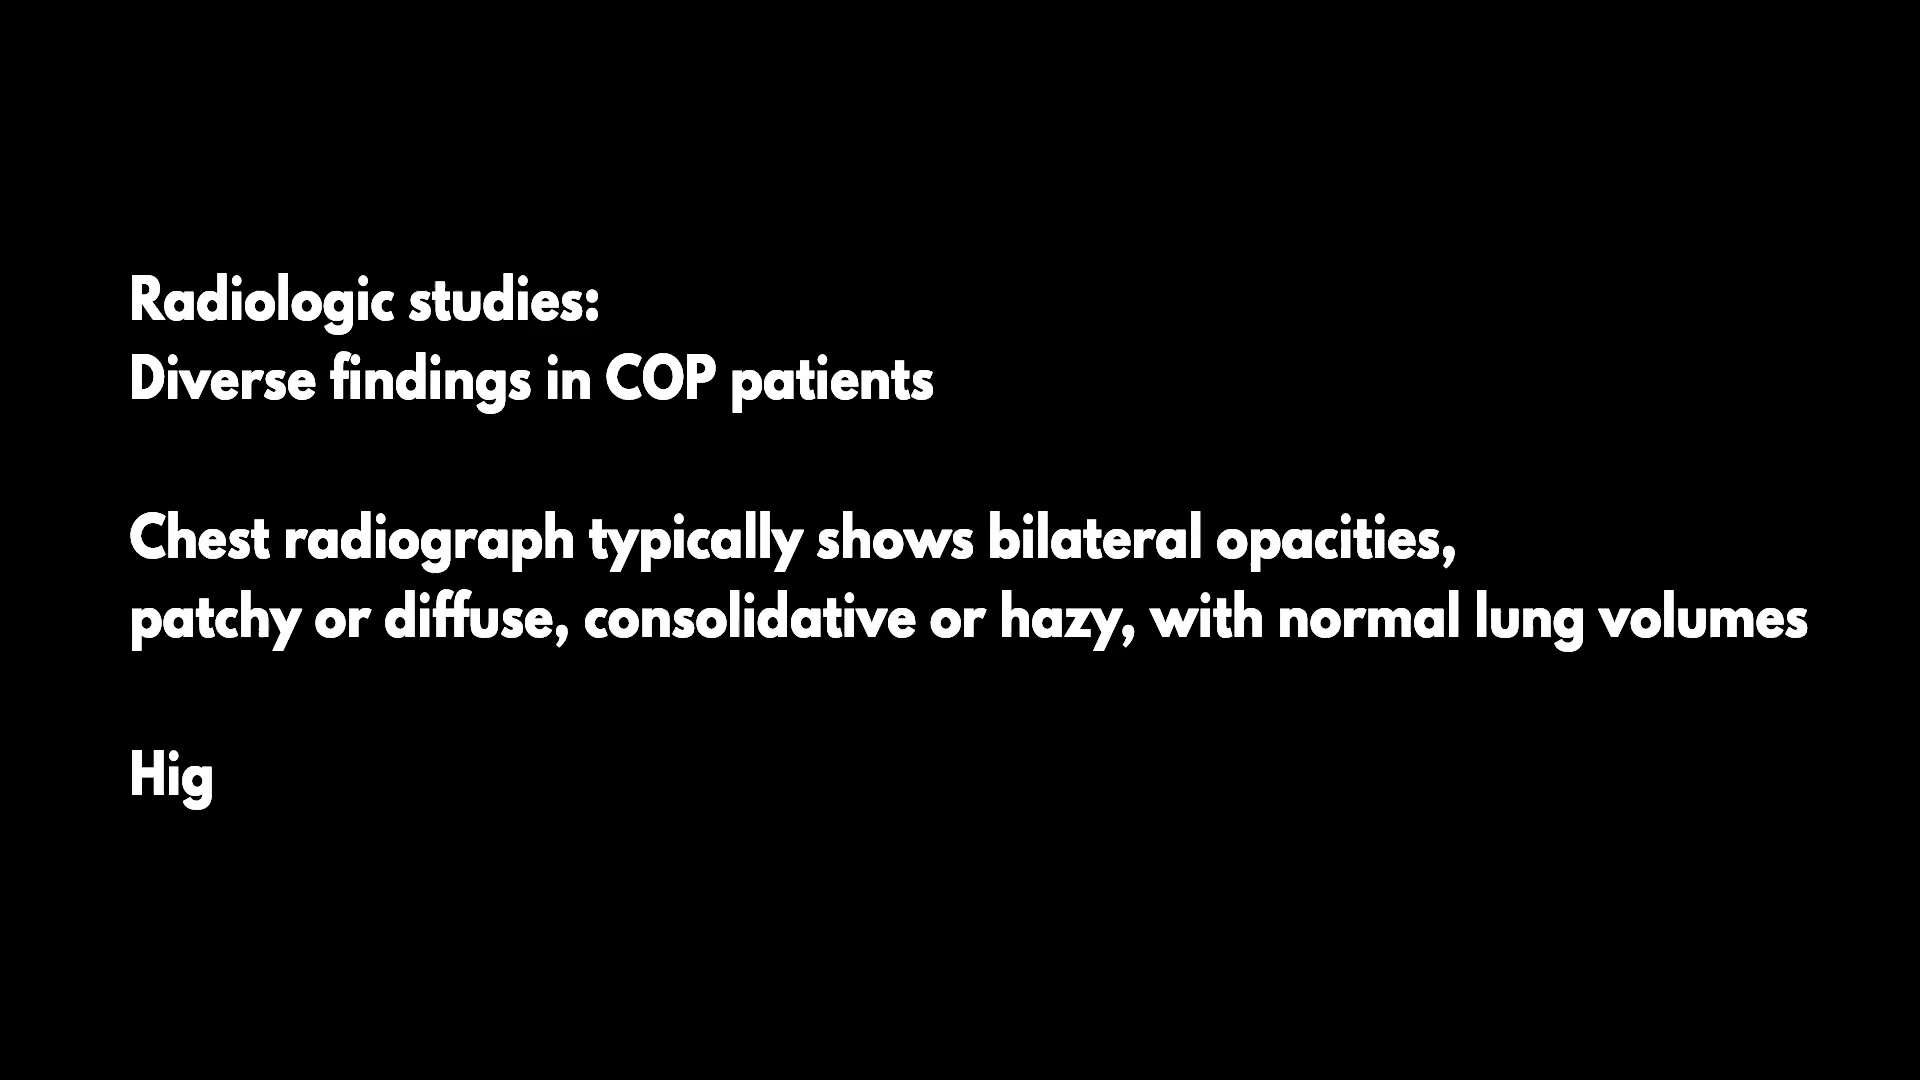 Radiologic studies:
Diverse findings in COP patients
Chest radiograph typically shows bilateral opacities,
patchy or diffuse, consolidative or hazy, with normal lung volumes
Hig